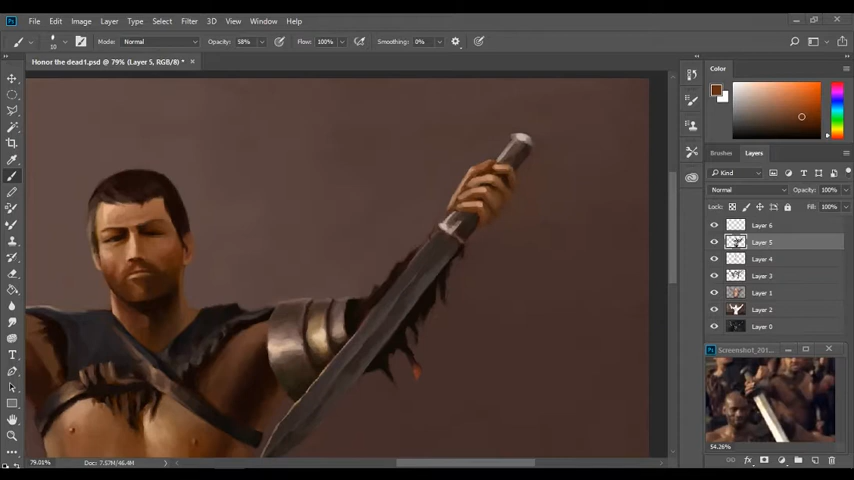 File Edit Image Layer Type Select Filter 3D View Window Help
10 Mode: Normal Opacity: 58% Flow: 100% Smoothing: 0%
Honor the dead1.psd @ 79% (Layer 5, RGB/8) *
Color
Brushes Layers
Kind
Normal Opacity: 100%
Lock: Fill: 100%
Layer 6
Layer 5
Layer 4
Layer 3
Layer 1
Layer 2
Layer 0
Screenshot_201...
54.26%
79.01% Doc: 7.57M/46.4M